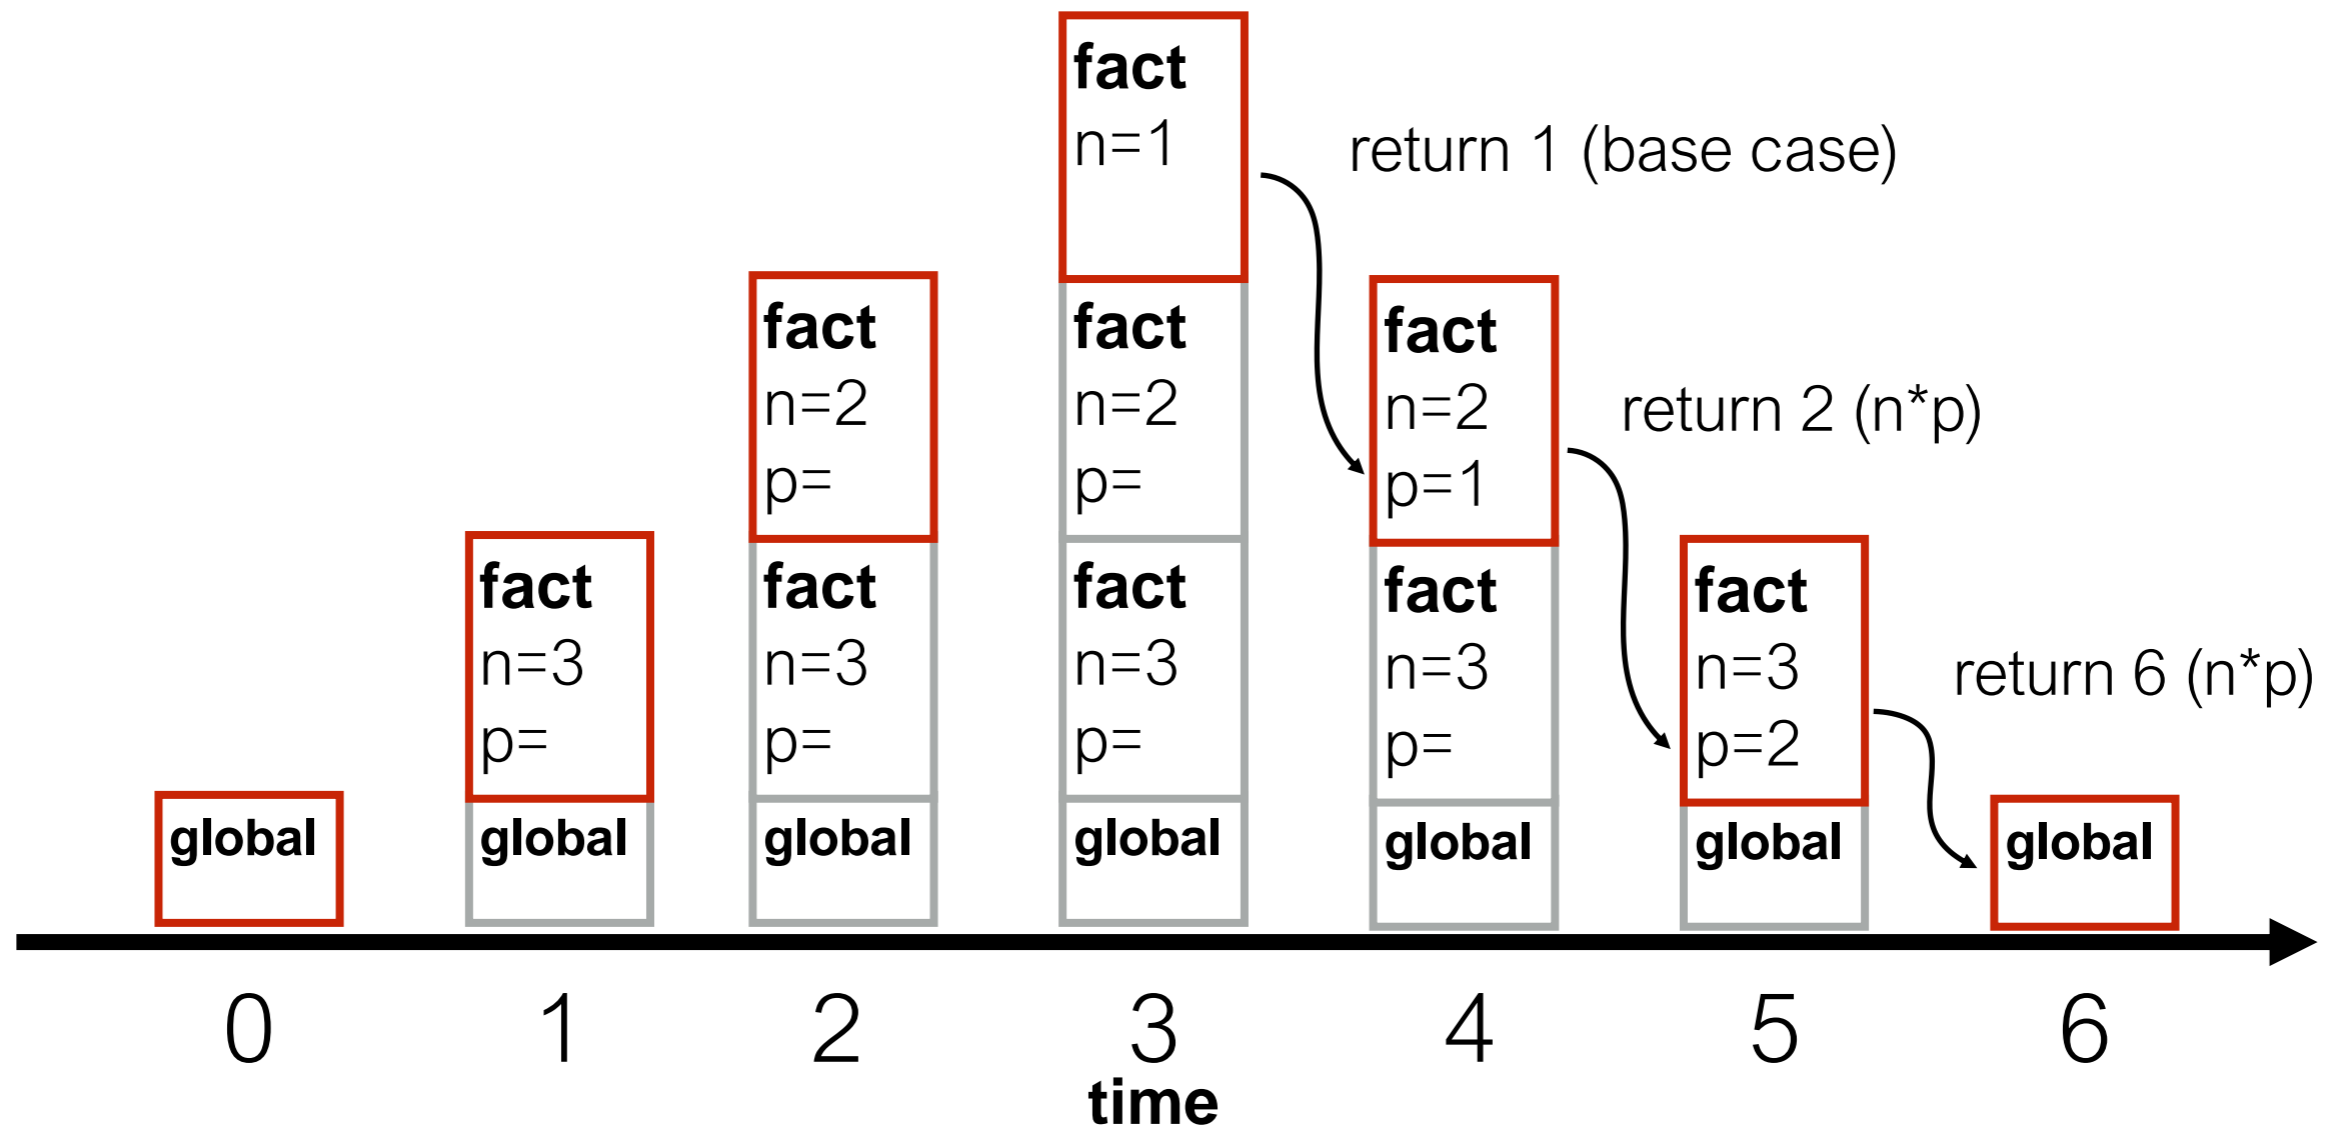 fact
n=1
return 1 (base case)
fact
n=2
p=
fact
n=2
p=
fact
n=2
p=1
return 2 (n*p)
fact
n=3
p=
fact
n=3
p=
fact
n=3
p=
fact
n=3
p=
fact
n=3
p=2
return 6 (n*p)
global
global
global
global
global
global
global
0
1
2
3
4
5
6
time